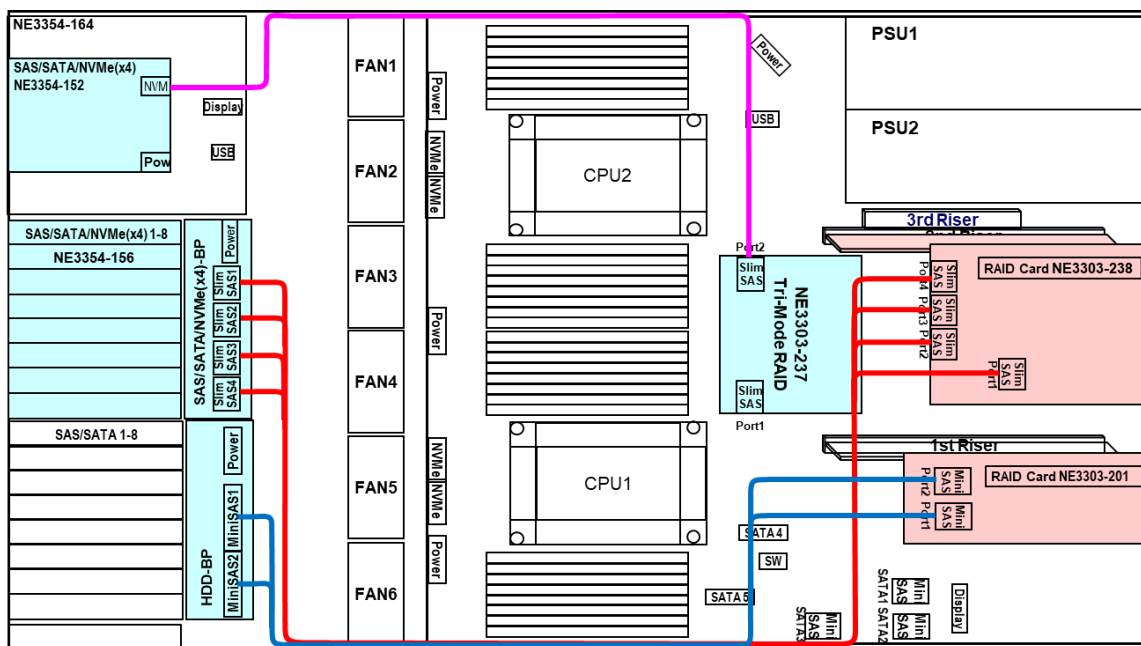 NE3354-164
SAS/SATA/NVMe(x4)
NE3354-152
NVM
Pow
Display
USB
SAS/SATA/NVMe(x4) 1-8
NE3354-156
SAS/SATA/NVMe(x4)-BP
Power
Slim
SAS1
Slim
SAS2
Slim
SAS3
Slim
SAS4
SAS/SATA 1-8
HDD-BP
Power
MiniSAS1
MiniSAS2
FAN1
FAN2
FAN3
FAN4
FAN5
FAN6
Power
NVMe
NVMe
Power
NVMe
NVMe
Power
CPU2
CPU1
Power
USB
Port2
Slim
SAS
NE3303-237
Tri-Mode RAID
Slim
SAS
Port1
SATA4
SW
SATA5
PSU1
PSU2
3rd Riser
2nd Riser
RAID Card NE3303-238
Port4
Slim
SAS
Port3
Slim
SAS
Port2
Slim
SAS
Port1
Slim
SAS
1st Riser
RAID Card NE3303-201
Port2
Mini
SAS
Port1
Mini
SAS
SATA1
Mini
SAS
SATA2
Mini
SAS
SATA3
Mini
SAS
Display